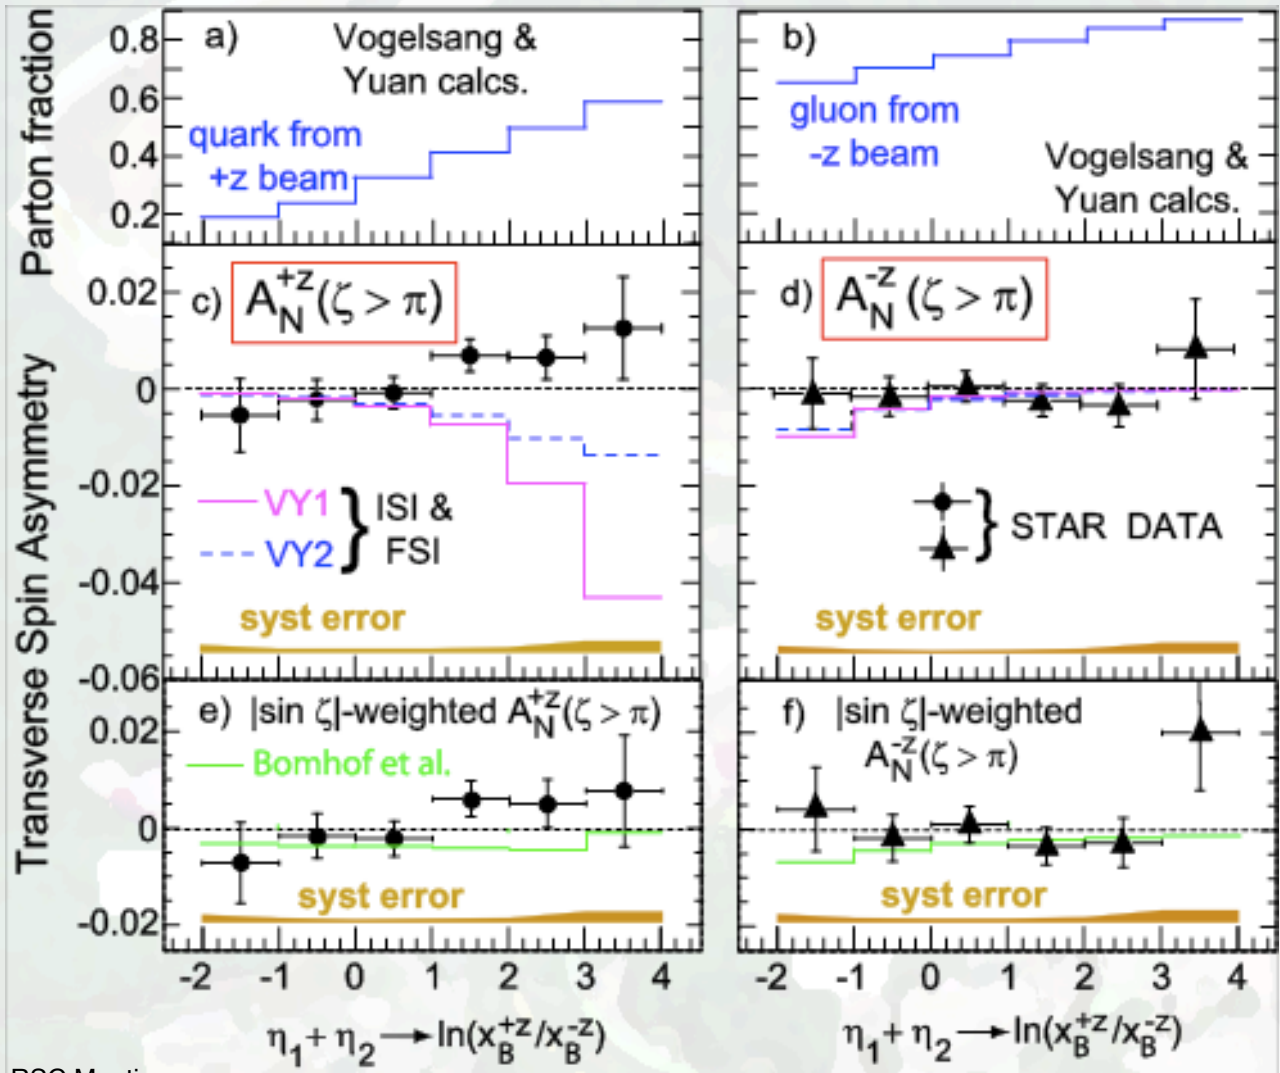 Parton fraction
Transverse Spin Asymmetry
0.8
0.6
0.4
0.2
a)
Vogelsang &
Yuan calcs.
quark from
+z beam
b)
gluon from
-z beam
Vogelsang &
Yuan calcs.
0.02
0
-0.02
-0.04
-0.06
c)
A_N^{+z}(ζ > π)
VY1
VY2
} ISI &
FSI
syst error
d)
A_N^{-z}(ζ > π)
} STAR DATA
syst error
0.02
0
-0.02
e) |sin ζ|-weighted A_N^{+z}(ζ > π)
Bomhof et al.
syst error
f) |sin ζ|-weighted
A_N^{-z}(ζ > π)
syst error
-2 -1 0 1 2 3 4
-2 -1 0 1 2 3 4
η₁ + η₂ → ln(x_B^{+z}/x_B^{-z})
η₁ + η₂ → ln(x_B^{+z}/x_B^{-z})